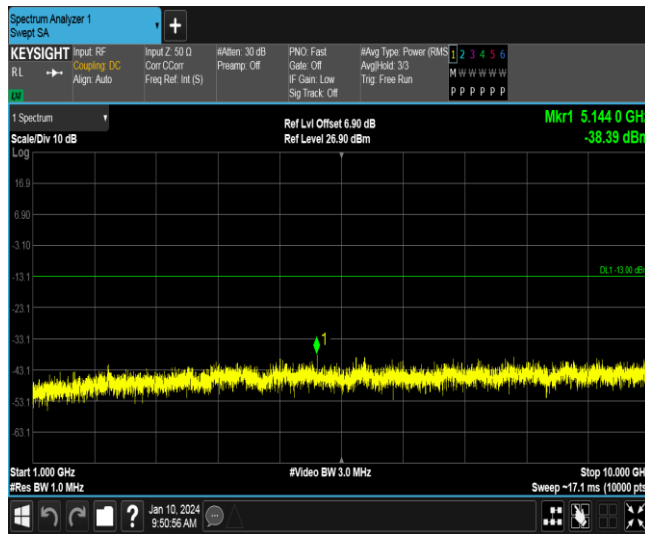 Spectrum Analyzer 1
Swept SA
+
KEYSIGHT
RL
Input: RF
Coupling: DC
Align: Auto
Input Z: 50 Ω
Corr CCorr
Freq Ref: Int (S)
#Atten: 30 dB
Preamp: Off
PNO: Fast
Gate: Off
IF Gain: Low
Sig Track: Off
#Avg Type: Power (RMS
Avg|Hold: 3/3
Trig: Free Run
1 2 3 4 5 6
M W W W W W
P P P P P P
1 Spectrum
Scale/Div 10 dB
Log
Ref Lvl Offset 6.90 dB
Ref Level 26.90 dBm
Mkr1 5.144 0 GHz
-38.39 dBm
16.9
6.90
-3.10
-13.1
DL1 -13.00 dBm
-23.1
-33.1
1
-43.1
-53.1
-63.1
Start 1.000 GHz
#Video BW 3.0 MHz
Stop 10.000 GHz
#Res BW 1.0 MHz
Sweep ~17.1 ms (10000 pts
?
Jan 10, 2024
9:50:56 AM